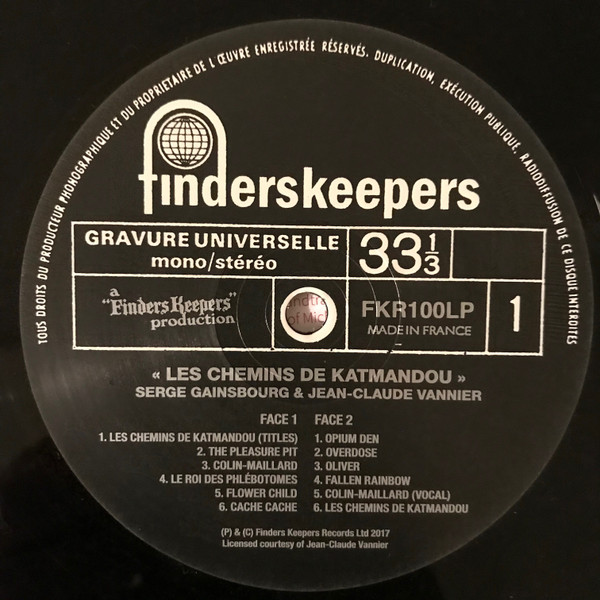 TOUS DROITS DU PRODUCTEUR PHONOGRAPHIQUE ET DU PROPRIETAIRE DE L ŒUVRE ENREGISTRÉE RÉSERVÉS. DUPLICATION, EXÉCUTION PUBLIQUE, RADIODIFFUSION DE CE DISQUE INTERDITES
finderskeepers
GRAVURE UNIVERSELLE
mono/stéréo
33 1/3
a
"Finders Keepers"
production
FKR100LP
MADE IN FRANCE
1
« LES CHEMINS DE KATMANDOU »
SERGE GAINSBOURG & JEAN-CLAUDE VANNIER
FACE 1
1. LES CHEMINS DE KATMANDOU (TITLES)
2. THE PLEASURE PIT
3. COLIN-MAILLARD
4. LE ROI DES PHLÉBOTOMES
5. FLOWER CHILD
6. CACHE CACHE
FACE 2
1. OPIUM DEN
2. OVERDOSE
3. OLIVER
4. FALLEN RAINBOW
5. COLIN-MAILLARD (VOCAL)
6. LES CHEMINS DE KATMANDOU
(P) & (C) Finders Keepers Records Ltd 2017
Licensed courtesy of Jean-Claude Vannier